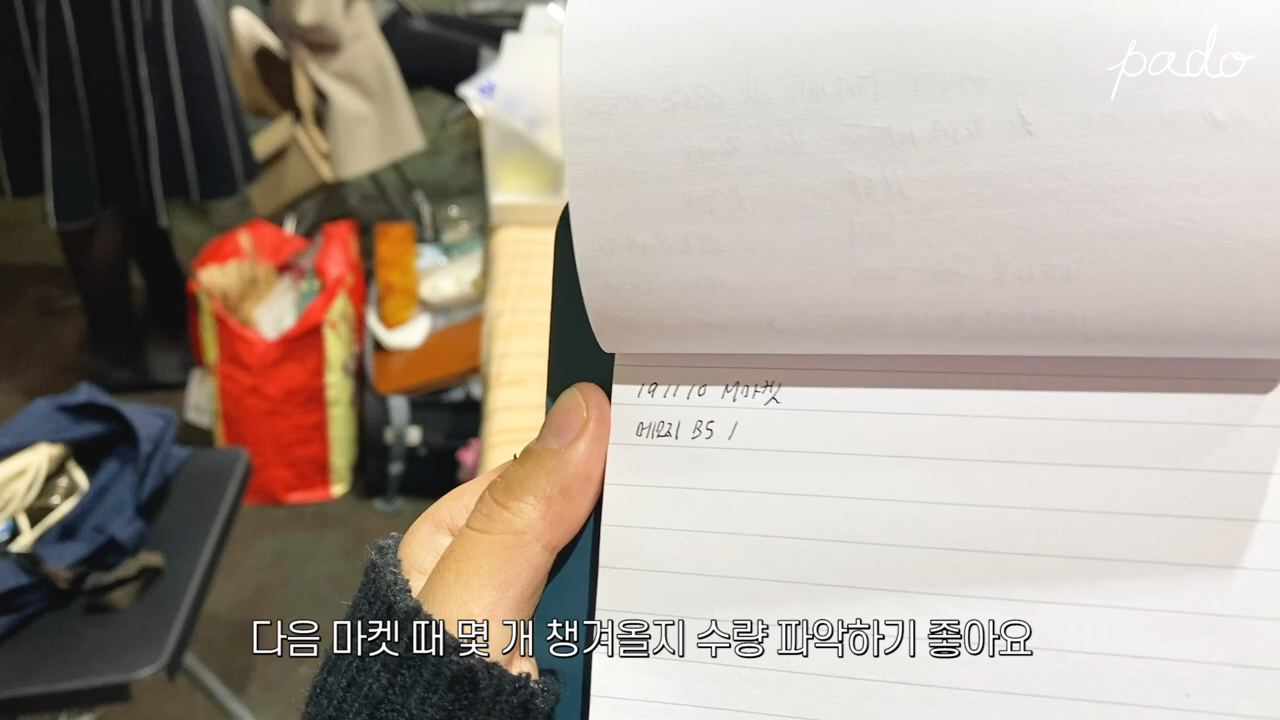 pado
191110 M마켓
메모지 B5 1
다음 마켓 때 몇 개 챙겨올지 수량 파악하기 좋아요